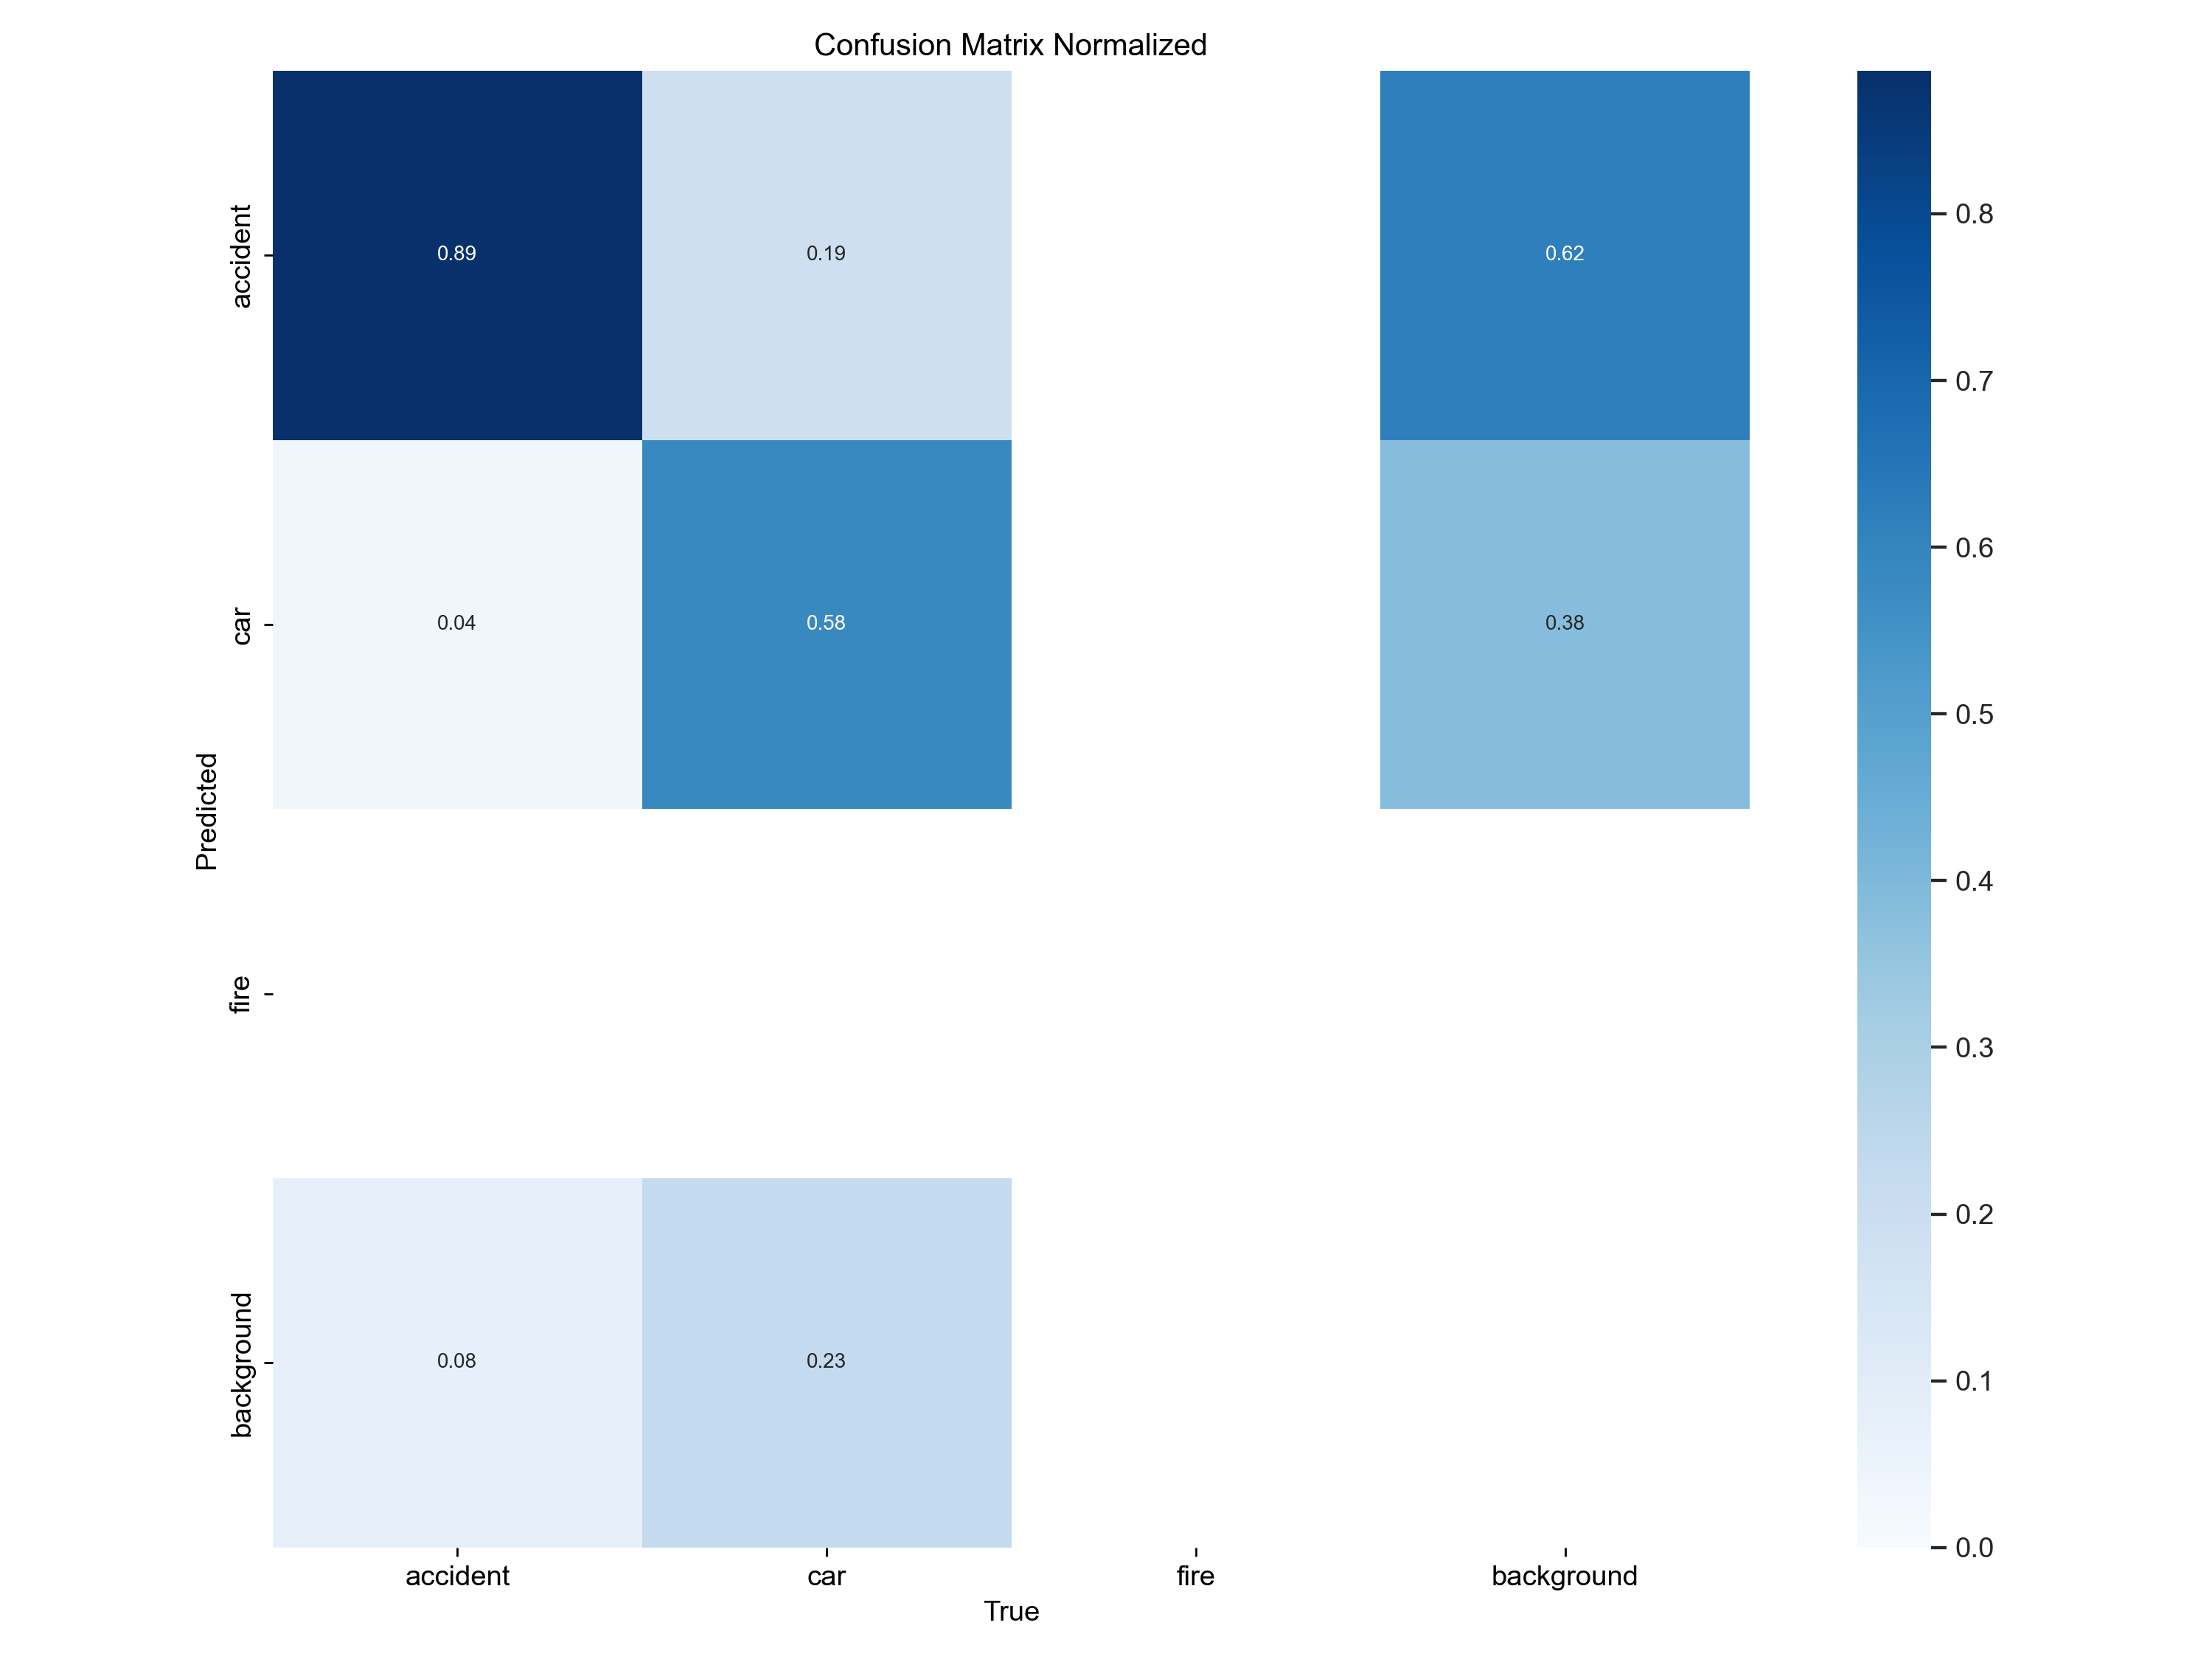 Confusion Matrix Normalized
accident
0.89
0.19
0.62
car
0.04
0.58
0.38
Predicted
fire
background
0.08
0.23
accident
car
fire
background
True
0.8
0.7
0.6
0.5
0.4
0.3
0.2
0.1
0.0